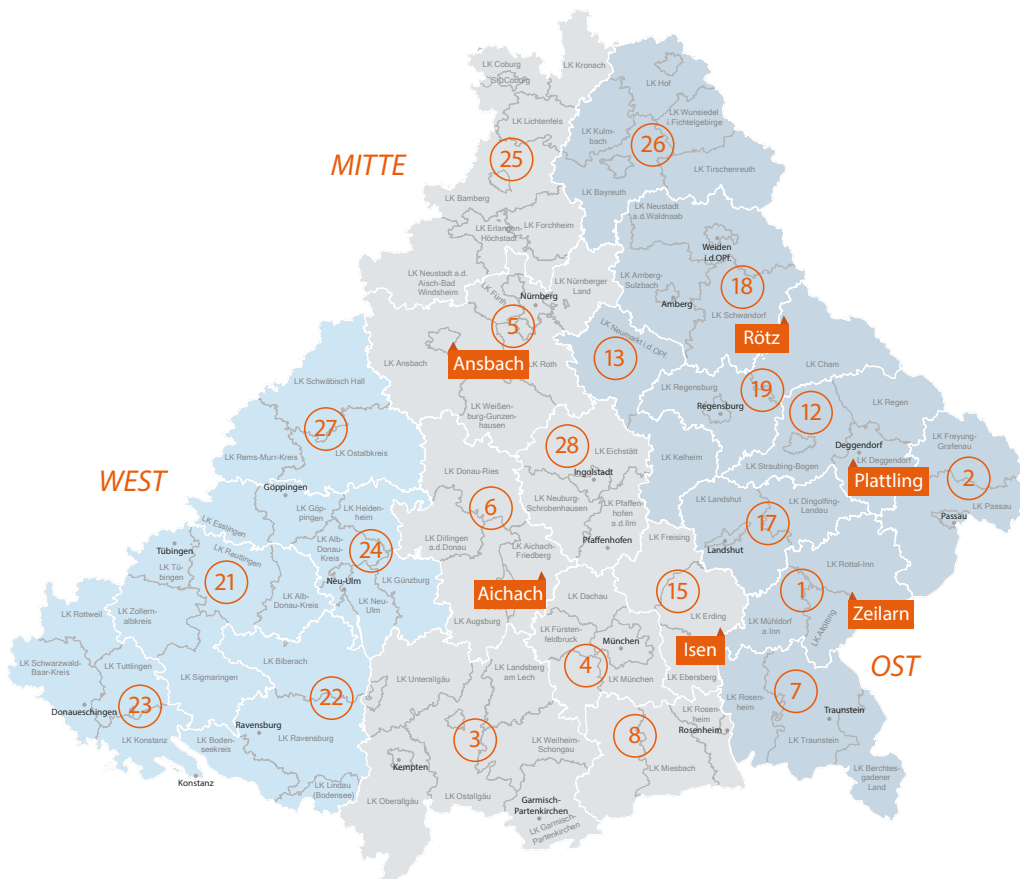 LK Coburg
SK Coburg
LK Kronach
LK Lichtenfels
LK Hof
LK Wunsiedel
i.Fichtelgebirge
LK Kulm-
bach
26
25
MITTE
LK Tirschenreuth
LK Bayreuth
LK Bamberg
LK Neustadt
a.d.Waldnaab
LK Erlangen-
Höchstadt
LK Forchheim
Weiden
i.d.OPf.
LK Neustadt a.d.
Aisch-Bad
Windsheim
LK Nürnberger
Land
LK Amberg-
Sulzbach
18
LK Fürth
Nürnberg
Amberg
LK Schwandorf
5
LK Neumarkt i.d.OPf.
Rötz
13
Ansbach
LK Ansbach
LK Roth
LK Cham
LK Schwäbisch Hall
LK Regensburg
19
LK Regen
Regensburg
12
LK Weißen-
burg-Gunzen-
hausen
27
LK Freyung-
Grafenau
28
LK Eichstätt
Deggendorf
LK Rems-Murr-Kreis
LK Ostalbkreis
LK Donau-Ries
LK Kelheim
LK Straubing-Bogen
LK Deggendorf
Ingolstadt
WEST
Göppingen
Plattling
2
LK Landshut
LK Dingolfing-
Landau
LK Passau
LK Göp-
pingen
LK Heiden-
heim
6
LK Neuburg-
Schrobenhausen
LK Pfaffen-
hofen
a.d.Ilm
17
Passau
LK Esslingen
LK Alb-
Donau-
Kreis
24
LK Dillingen
a.d.Donau
LK Freising
Tübingen
LK Reutlingen
LK Aichach-
Friedberg
Pfaffenhofen
Landshut
LK Tü-
bingen
21
Neu-Ulm
LK Günzburg
LK Rottal-Inn
LK Alb-
Donau-Kreis
LK Neu-
Ulm
Aichach
LK Dachau
15
1
LK Rottweil
LK Zollern-
albkreis
LK Augsburg
LK Fürsten-
feldbruck
LK Erding
LK Mühldorf
a.Inn
LK Altötting
Zeilarn
München
Isen
LK Schwarzwald-
Baar-Kreis
LK Tuttlingen
LK Biberach
LK Unterallgäu
LK Landsberg
am Lech
4
LK München
LK Ebersberg
OST
LK Sigmaringen
7
23
22
LK Rosen-
heim
Donaueschingen
LK Rosen-
heim
Traunstein
Ravensburg
3
8
Rosenheim
LK Konstanz
LK Boden-
seekreis
LK Ravensburg
LK Weilheim-
Schongau
LK Traunstein
Kempten
LK Miesbach
Konstanz
LK Lindau
(Bodensee)
LK Oberallgäu
LK Ostallgäu
Garmisch-
Partenkirchen
LK Berchtes-
gadener
Land
LK Garmisch-
Partenkirchen